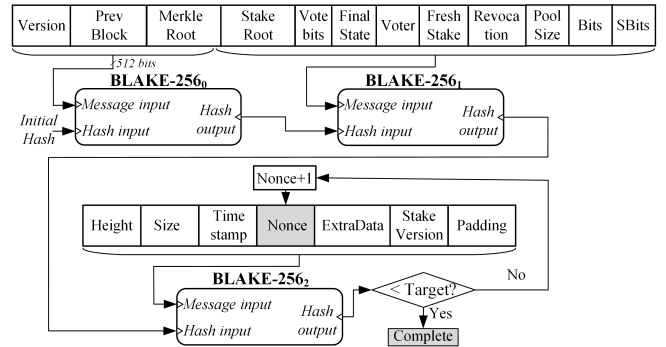 Version
Prev
Block
Merkle
Root
Stake
Root
Vote
bits
Final
State
Voter
Fresh
Stake
Revoca
tion
Pool
Size
Bits
SBits
512 bits
BLAKE-256₀
Message input
Hash input
Hash
output
Initial
Hash
BLAKE-256₁
Message input
Hash input
Hash
output
Nonce+1
Height
Size
Time
stamp
Nonce
ExtraData
Stake
Version
Padding
BLAKE-256₂
Message input
Hash input
Hash
output
< Target?
No
Yes
Complete